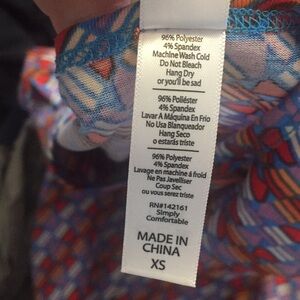 96% Polyester
4% Spandex
Machine Wash Cold
Do Not Bleach
Hang Dry
or you'll be sad
96% Poliéster
4% Spandex
Lavar A Máquina En Frío
No Usa Blanqueador
Hang Seco
o estarás triste
96% Polyester
4% Spandex
Lavage en machine á froid
Ne Pas Javelliser
Coup Sec
ou vous serez triste
RN#142161
Simply
Comfortable
MADE IN
CHINA
XS